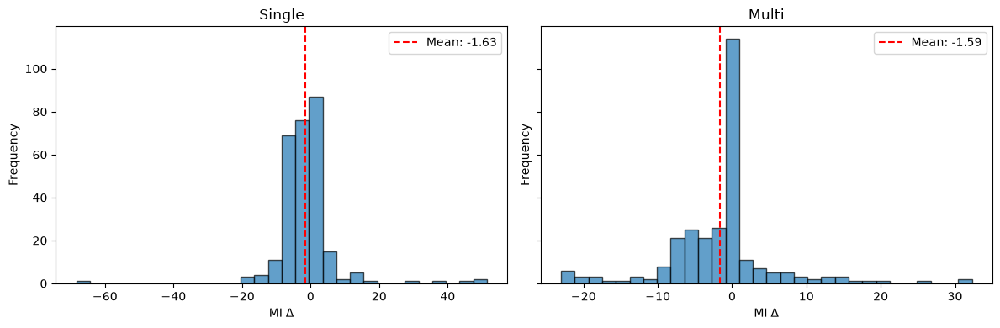 Single
Mean: -1.63
Frequency
100
80
60
40
20
0
−60 −40 −20 0 20 40
MI Δ
Multi
Mean: -1.59
Frequency
−20 −10 0 10 20 30
MI Δ